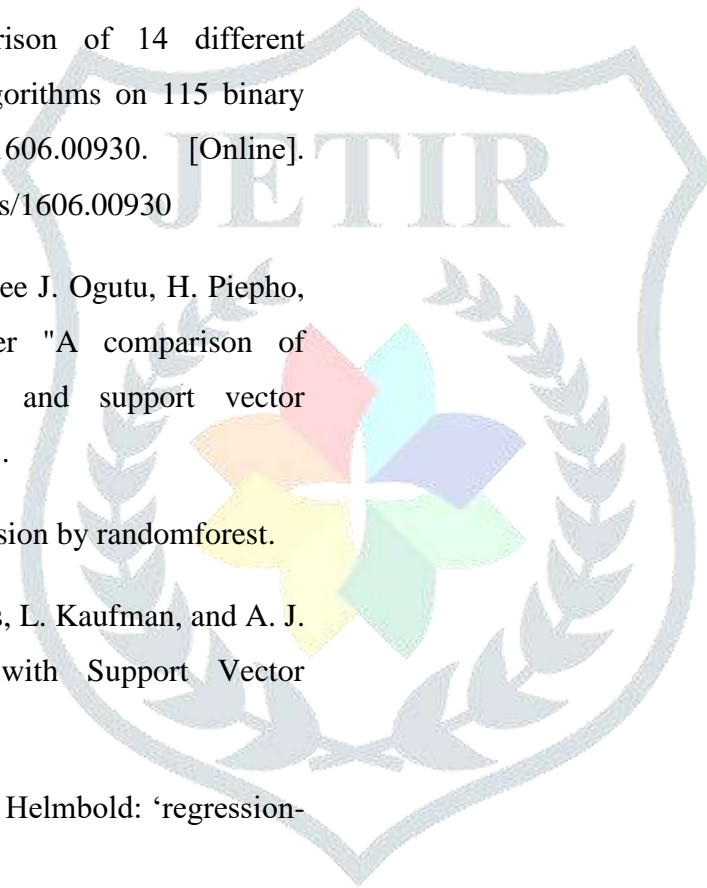 rison of 14 different
gorithms on 115 binary
1606.00930. [Online].
s/1606.00930
JETIR
ee J. Ogutu, H. Piepho,
er "A comparison of
and support vector
.
sion by randomforest.
s, L. Kaufman, and A. J.
with Support Vector
Helmbold: ‘regression-